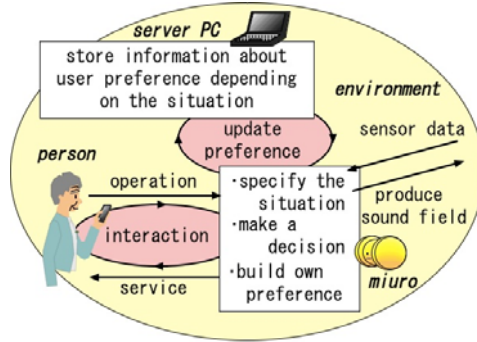 server PC
store information about
user preference depending
on the situation
environment
update
preference
sensor data
person
operation
・specify the
situation
・make a
decision
・build own
preference
produce
sound field
interaction
service
miuro